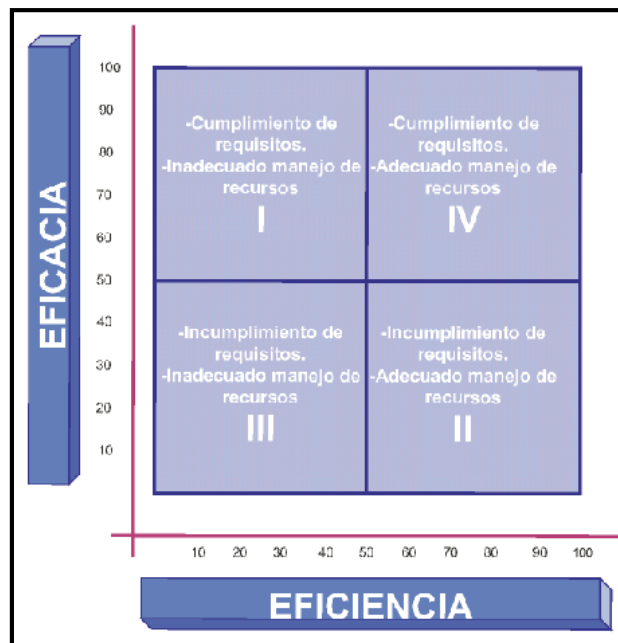 EFICACIA
100
90
80
70
60
50
40
30
20
10
-Cumplimiento de
requisitos.
-Inadecuado manejo de
recursos
I
-Cumplimiento de
requisitos.
-Adecuado manejo de
recursos
IV
-Incumplimiento de
requisitos.
-Inadecuado manejo de
recursos
III
-Incumplimiento de
requisitos.
-Adecuado manejo de
recursos
II
10 20 30 40 50 60 70 80 90 100
EFICIENCIA